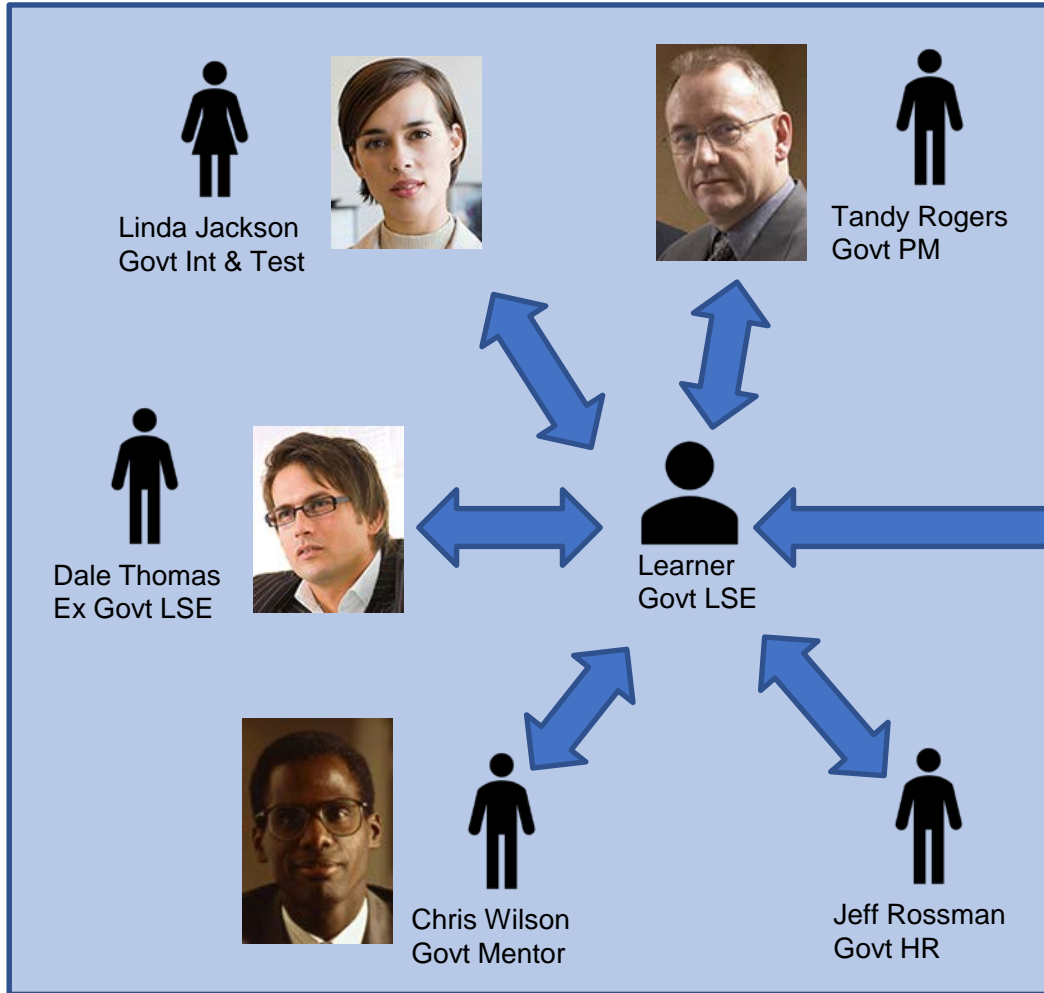 Linda Jackson
Govt Int & Test
Tandy Rogers
Govt PM
Dale Thomas
Ex Govt LSE
Learner
Govt LSE
Chris Wilson
Govt Mentor
Jeff Rossman
Govt HR